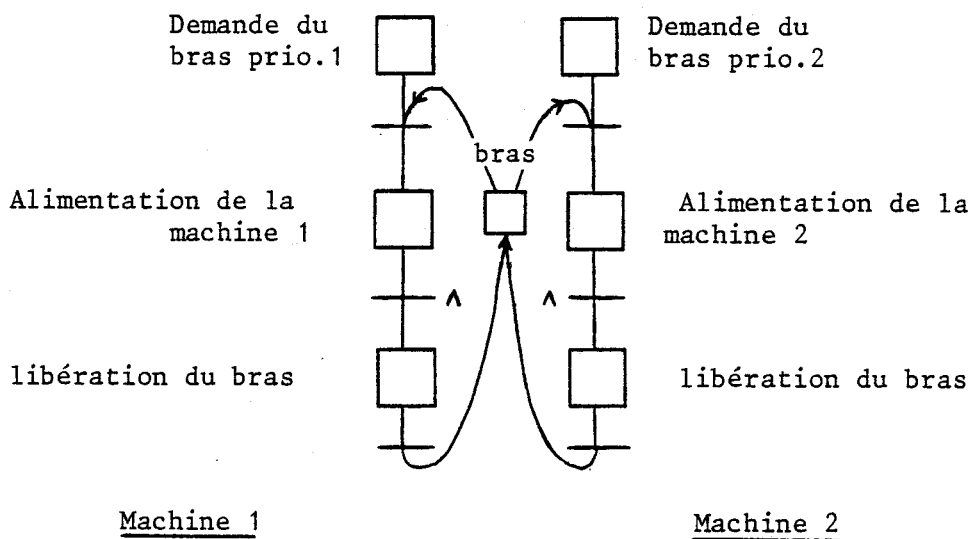 Demande du
bras prio.1
Demande du
bras prio.2
bras
Alimentation de la
machine 1
Alimentation de la
machine 2
Λ
Λ
libération du bras
libération du bras
Machine 1
Machine 2